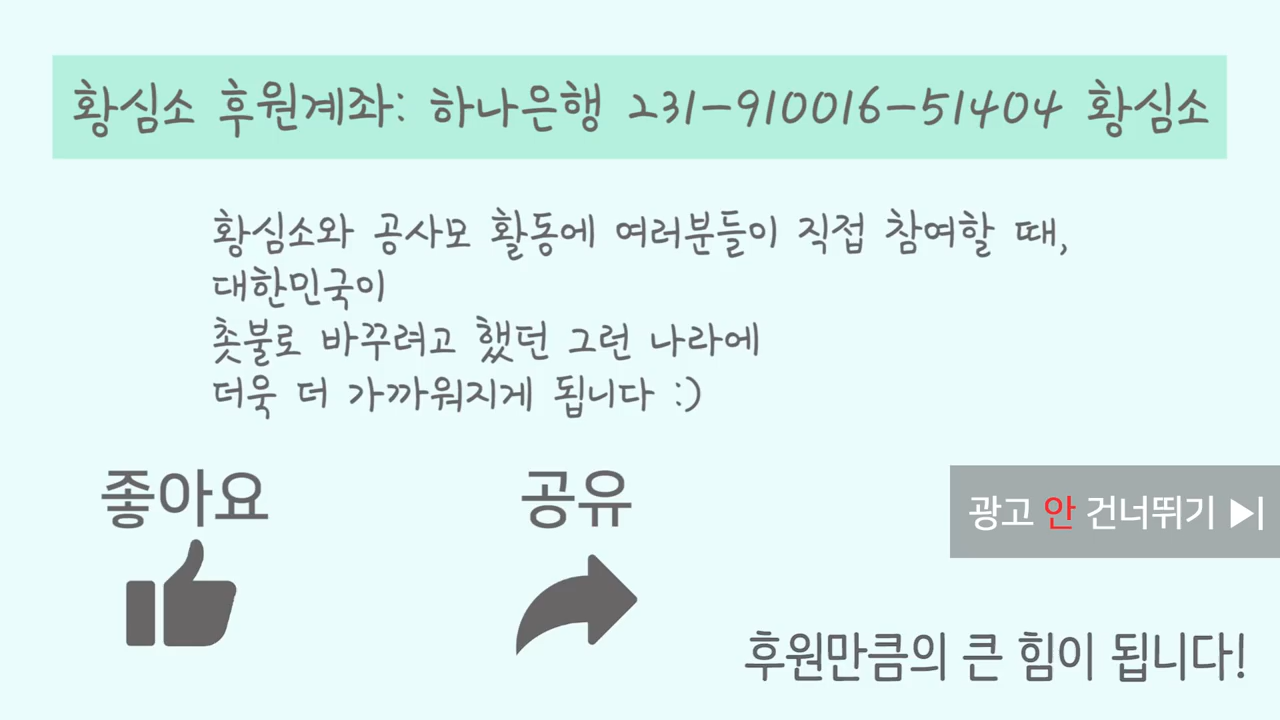 황심소 후원계좌: 하나은행 231-910016-51404 황심소
황심소와 공사모 활동에 여러분들이 직접 참여할 때,
대한민국이
촛불로 바꾸려고 했던 그런 나라에
더욱 더 가까워지게 됩니다 :)
좋아요
공유
광고 안 건너뛰기
후원만큼의 큰 힘이 됩니다!